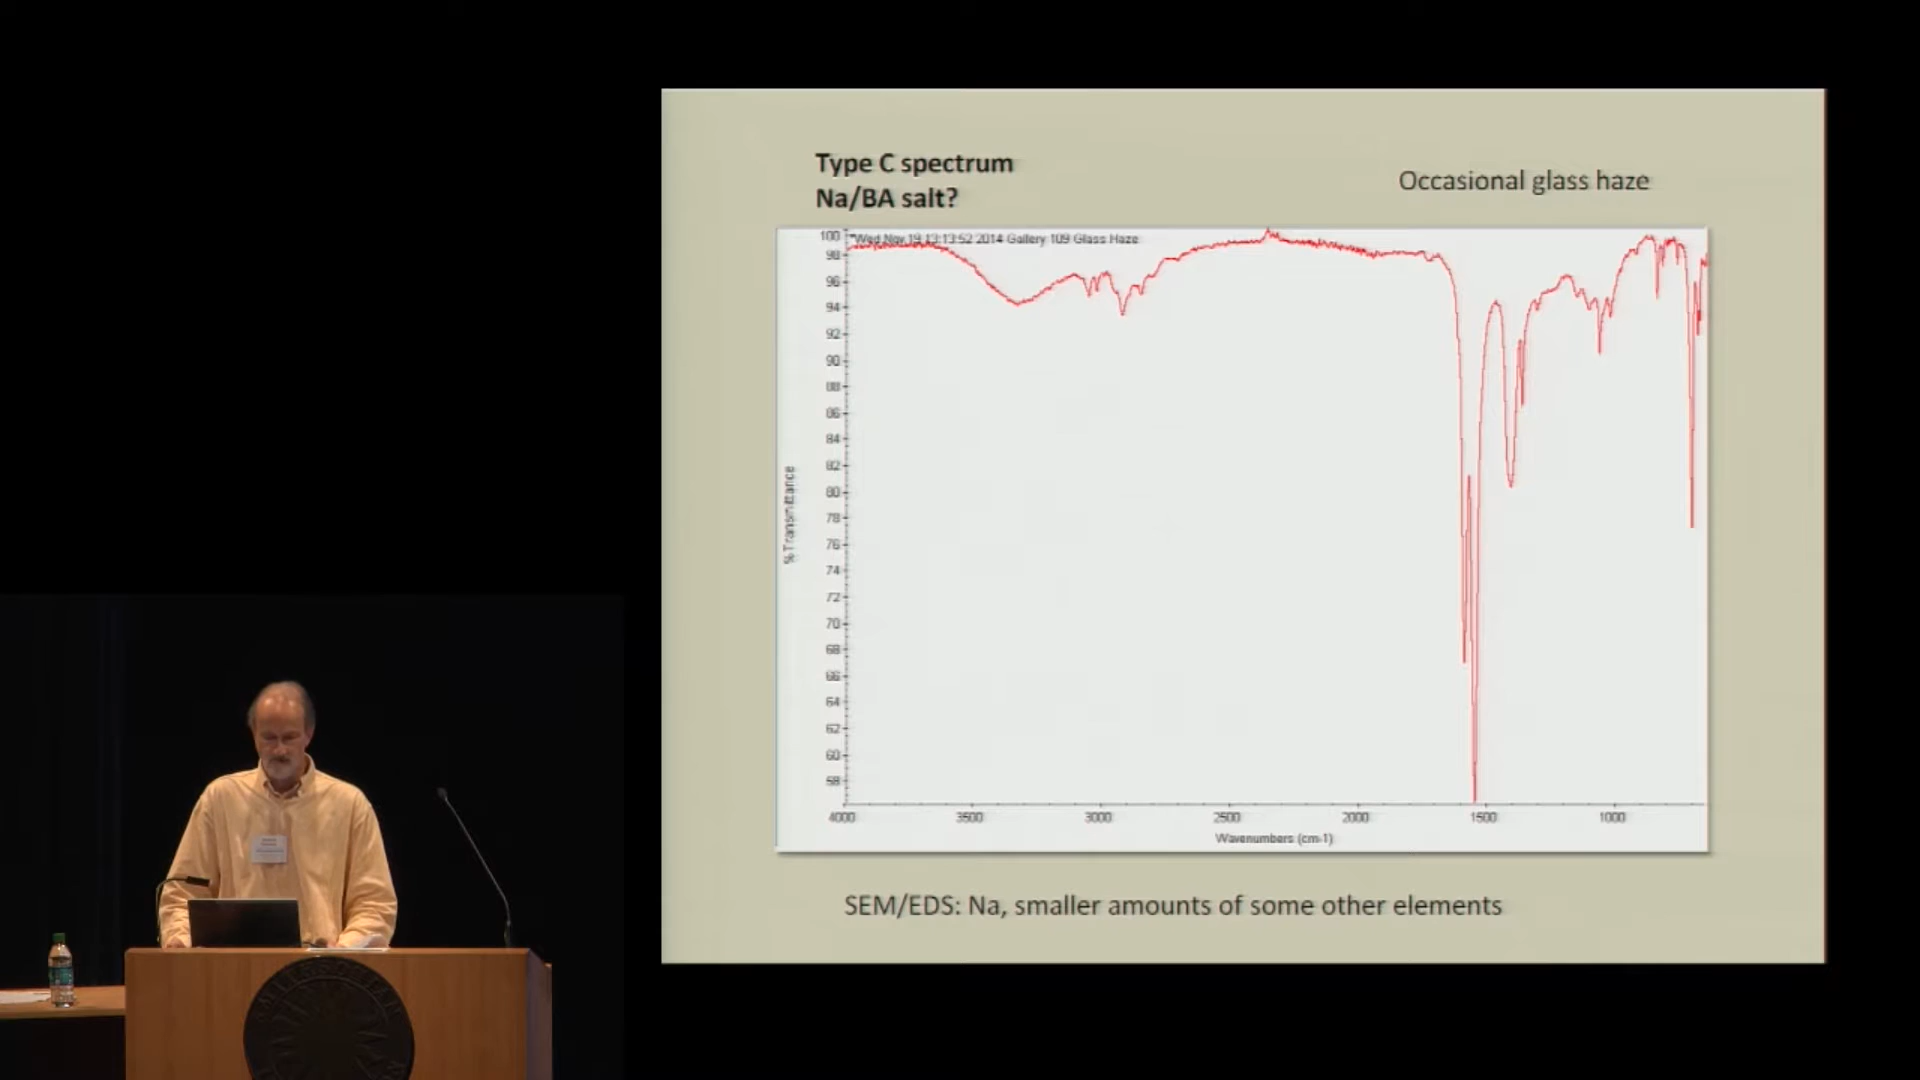 Type C spectrum
Na/BA salt?
Occasional glass haze
*Wed Nov 19 13:13:52 2014 Gallery 109 Glass Haze
100
98
96
94
92
90
88
86
84
82
80
78
76
74
72
70
68
66
64
62
60
58
%Transmittance
4000 3500 3000 2500 2000 1500 1000
Wavenumbers (cm-1)
SEM/EDS: Na, smaller amounts of some other elements